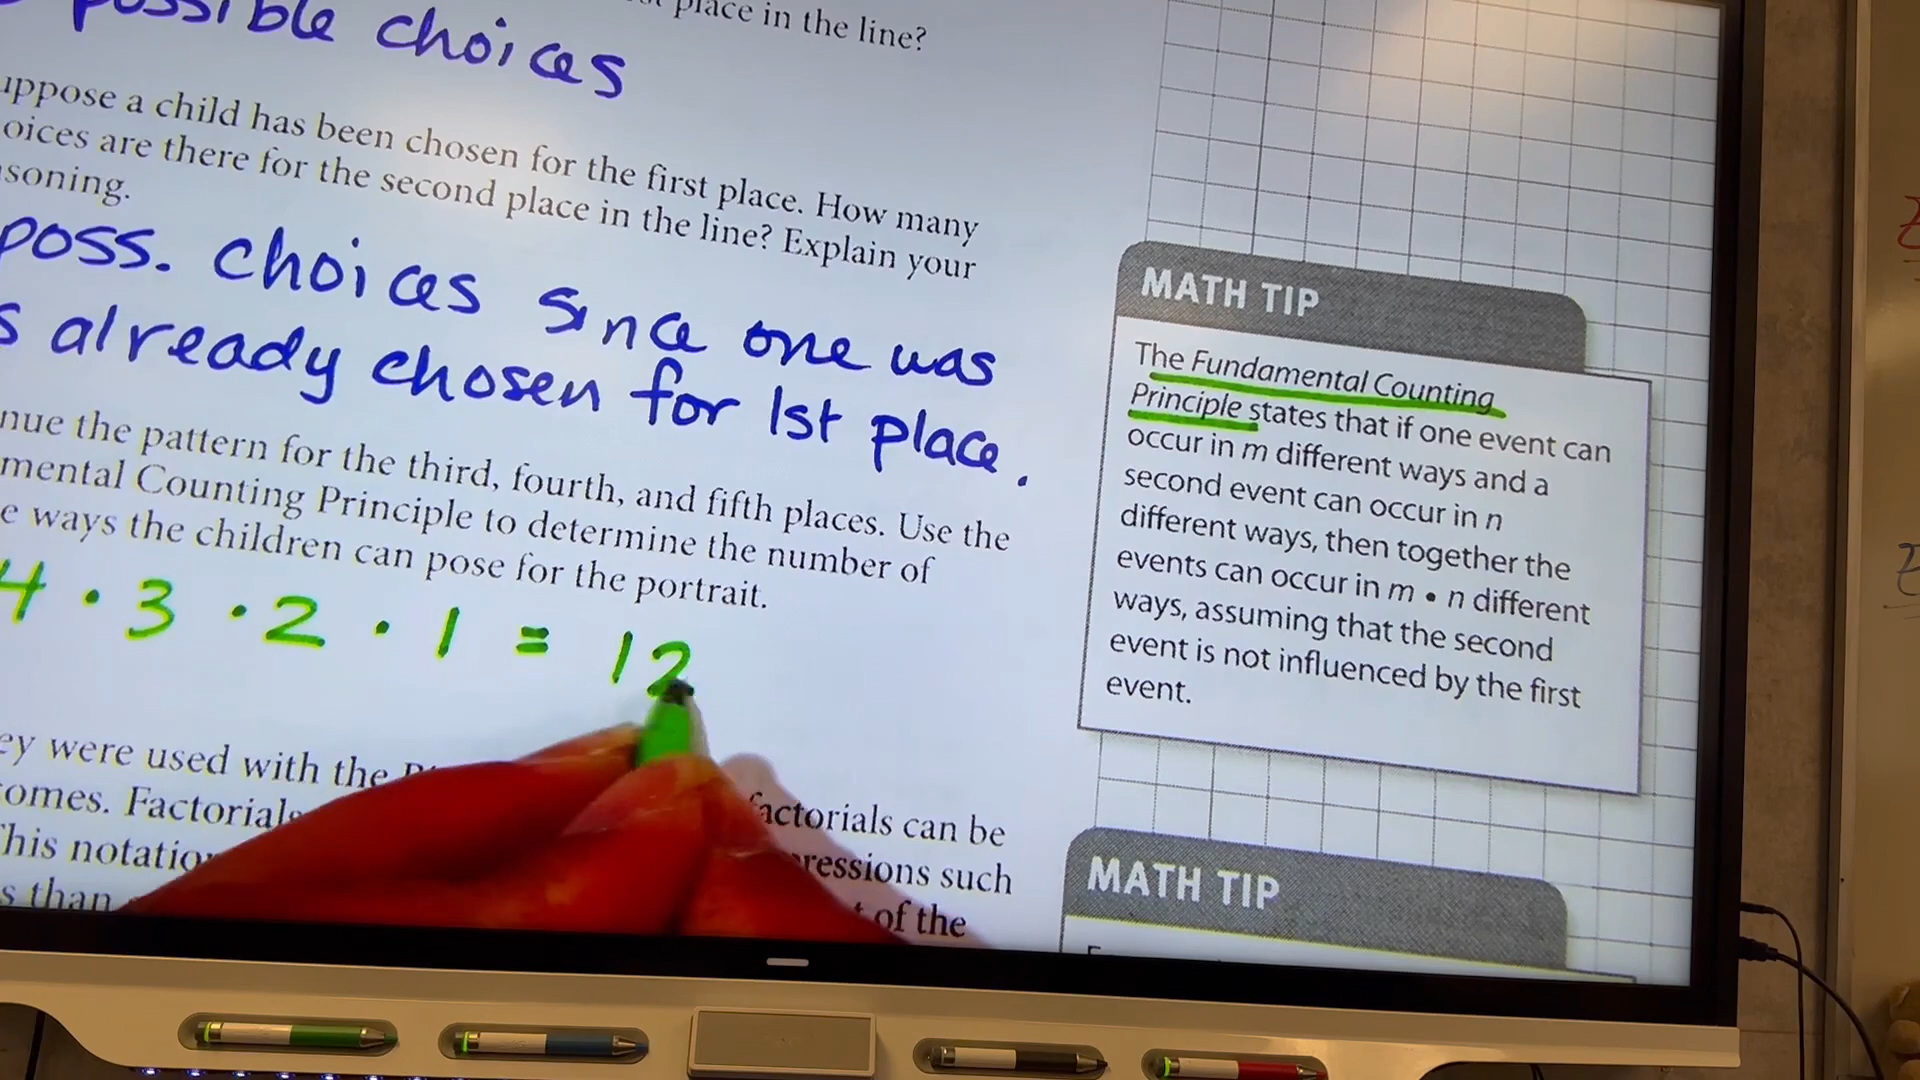 possible choices
place in the line?
suppose a child has been chosen for the first place. How many
oices are there for the second place in the line? Explain your
soning.
poss. choices since one was
s already chosen for 1st place.
nue the pattern for the third, fourth, and fifth places. Use the
mental Counting Principle to determine the number of
e ways the children can pose for the portrait.
4 · 3 · 2 · 1 = 12
ey were used with the
comes. Factorials factorials can be
This notation ressions such
s than of the
MATH TIP
The Fundamental Counting
Principle states that if one event can
occur in m different ways and a
second event can occur in n
different ways, then together the
events can occur in m • n different
ways, assuming that the second
event is not influenced by the first
event.
MATH TIP